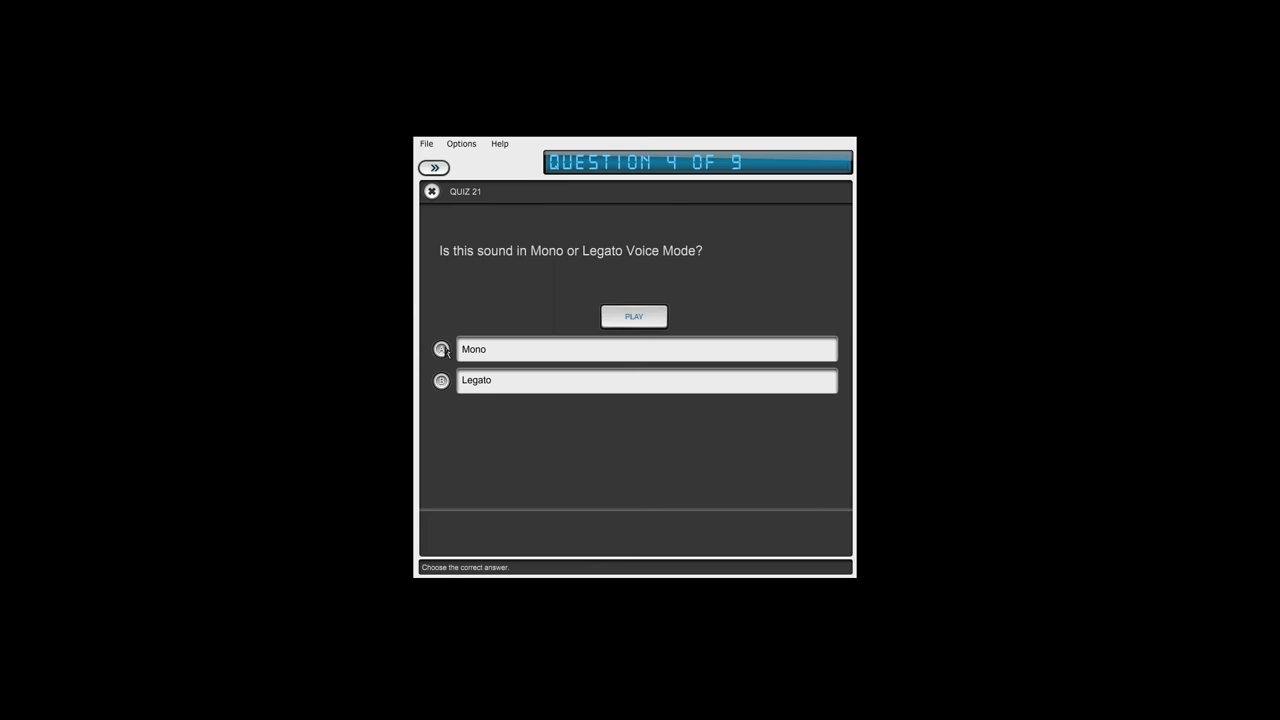 File Options Help
QUESTION 4 OF 9
QUIZ 21
Is this sound in Mono or Legato Voice Mode?
PLAY
A Mono
B Legato
Choose the correct answer.